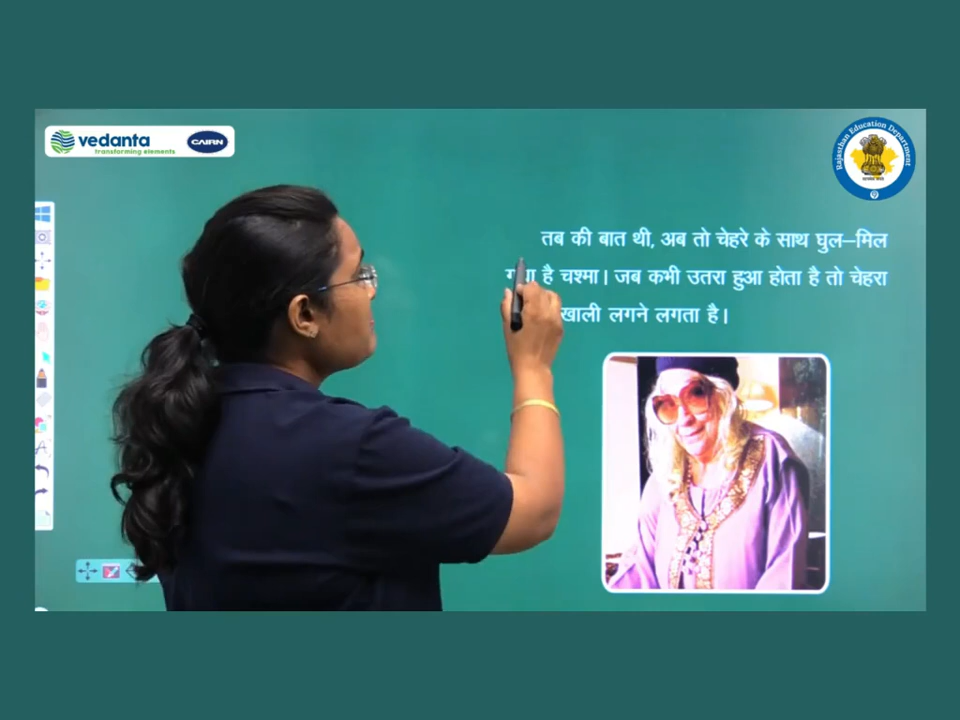 vedanta
transforming elements
CAIRN
Rajasthan Education Department
तब की बात थी, अब तो चेहरे के साथ घुल–मिल
है चश्मा। जब कभी उतरा हुआ होता है तो चेहरा
खाली लगने लगता है।